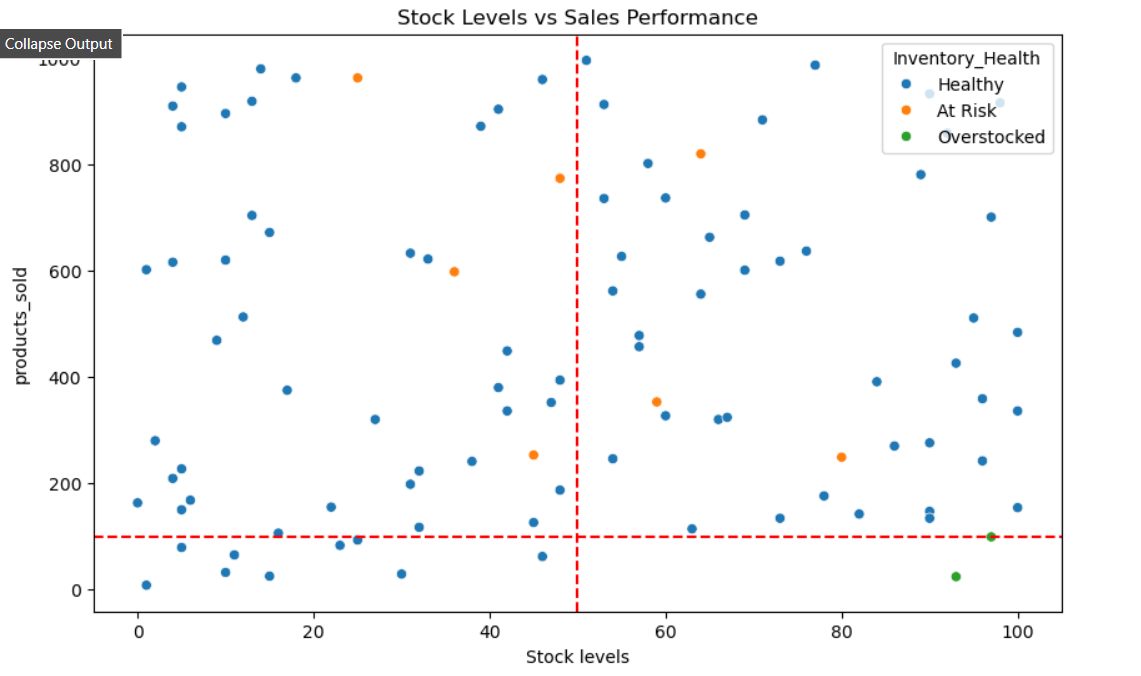 Stock Levels vs Sales Performance
Collapse Output
1000
800
600
400
200
0
products_sold
Inventory_Health
Healthy
At Risk
Overstocked
0 20 40 60 80 100
Stock levels